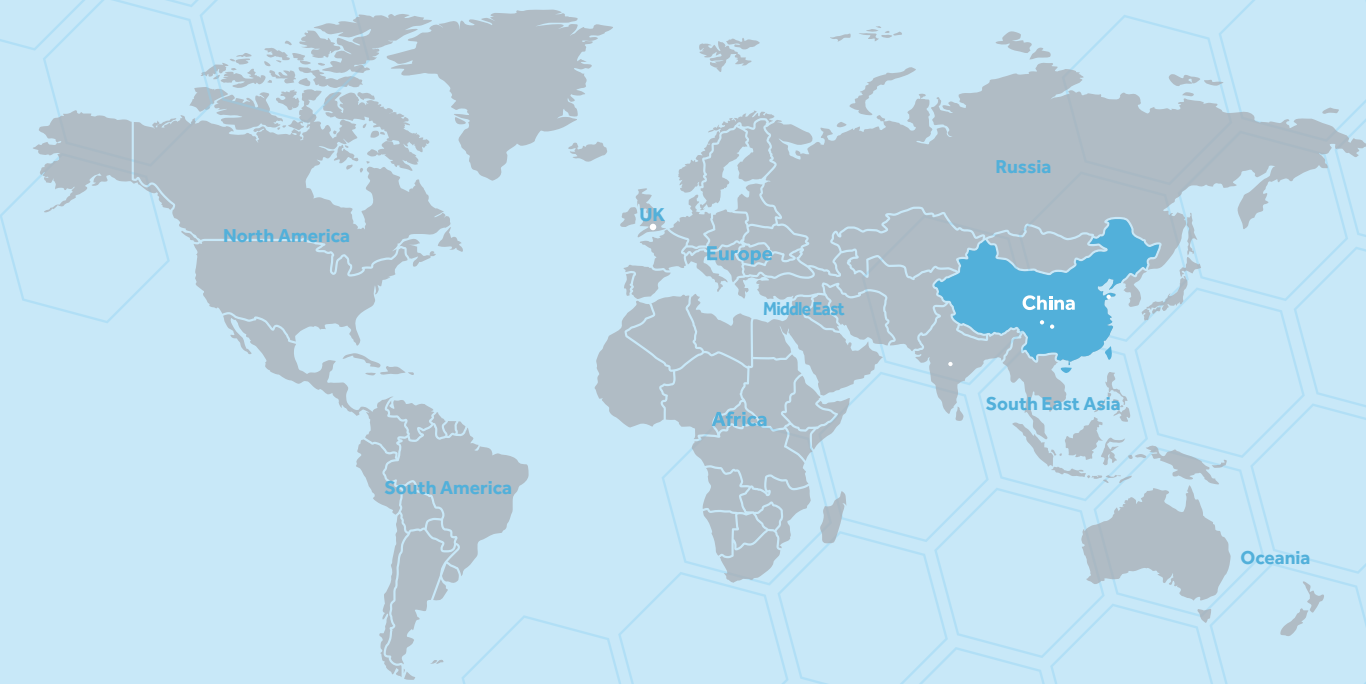 Russia
UK
North America
Europe
China
Middle East
South East Asia
Africa
South America
Oceania